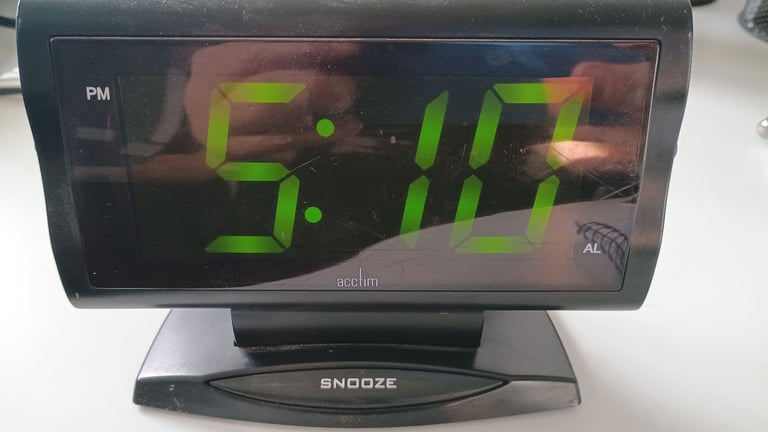 PM
5:10
AL
acctim
SNOOZE